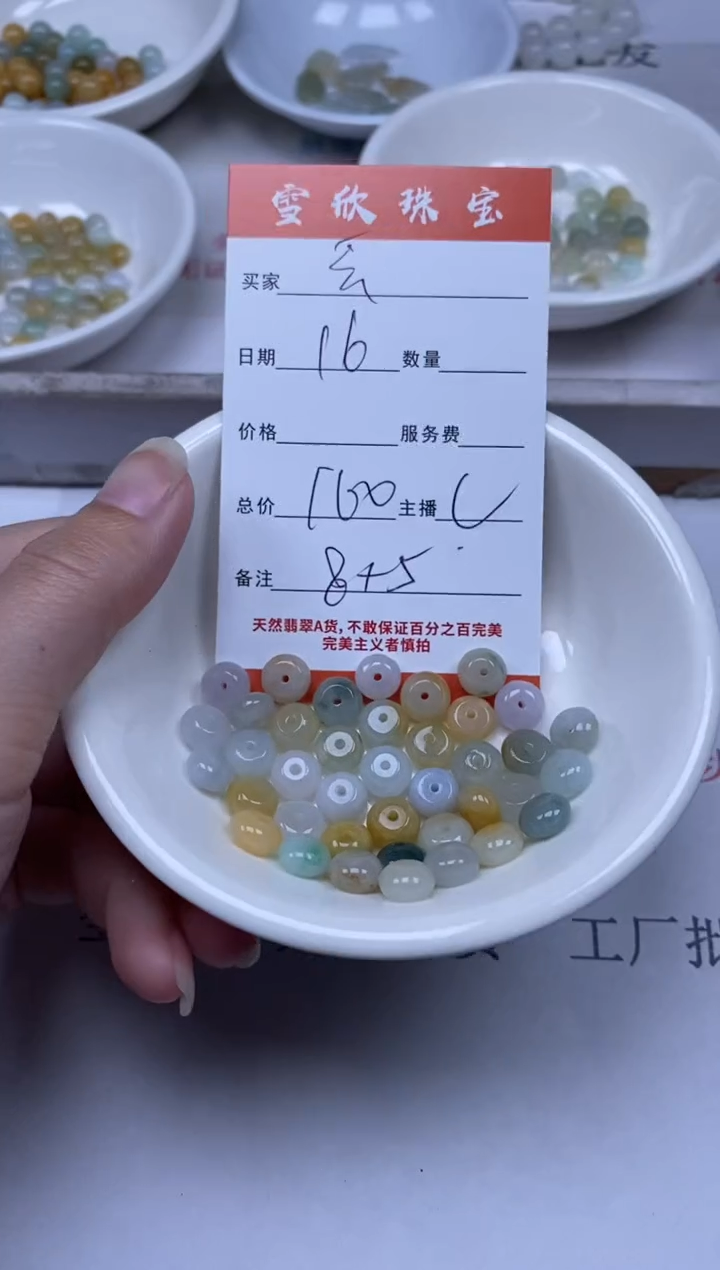 发
雪欣珠宝
买家 云
日期 16 数量
价格 服务费
总价 160 主播 C
备注 8+5
天然翡翠A货,不敢保证百分之百完美
完美主义者慎拍
工厂批